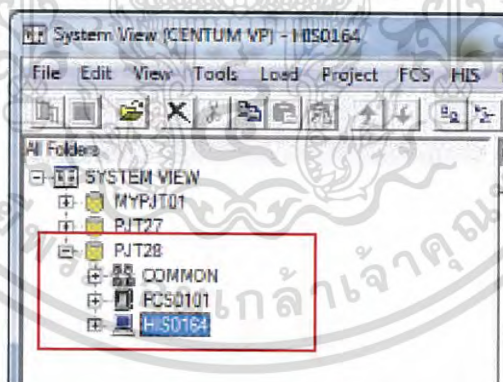 System View (CENTUM VP) - HIS0164
File Edit View Tools Load Project FCS HIS
All Folders
SYSTEM VIEW
MYPJT01
PJT27
PJT28
COMMON
FCS0101
HIS0164